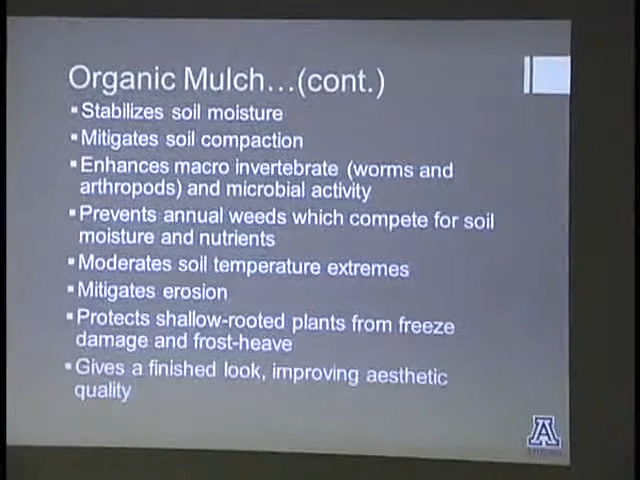 Organic Mulch…(cont.)
▪Stabilizes soil moisture
▪Mitigates soil compaction
▪Enhances macro invertebrate (worms and
arthropods) and microbial activity
▪Prevents annual weeds which compete for soil
moisture and nutrients
▪Moderates soil temperature extremes
▪Mitigates erosion
▪Protects shallow-rooted plants from freeze
damage and frost-heave
▪Gives a finished look, improving aesthetic
quality
A